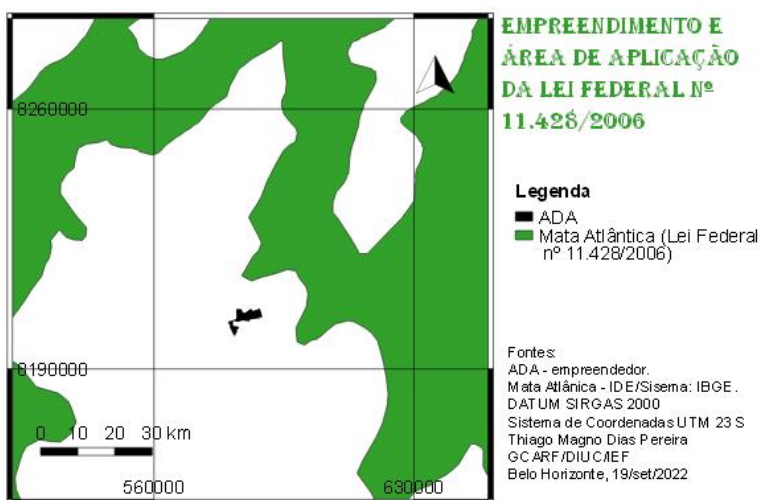 EMPREENDIMENTO E
ÁREA DE APLICAÇÃO
DA LEI FEDERAL Nº
11.428/2006
8260000
8190000
0 10 20 30 km
560000 630000
Legenda
ADA
Mata Atlântica (Lei Federal
nº 11.428/2006)
Fontes:
ADA - empreendedor.
Mata Atlânica - IDE/Sisema: IBGE.
DATUM SIRGAS 2000
Sistema de Coordenadas UTM 23 S
Thiago Magno Dias Pereira
GCARF/DIUC/IEF
Belo Horizonte, 19/set/2022